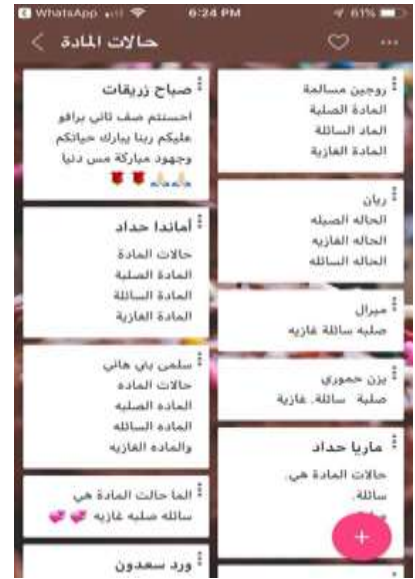 WhatsApp 6:24 PM 61%
حالات المادة
روجين مسالمة
المادة الصلبة
الماد السائلة
المادة الغازية
ريان
الحاله الصيله
الحاله الغازيه
الحاله السائله
ميرال
صلبه سائلة غازيه
يزن حموري
صلبة سائلة. غازية
ماريا حداد
حالات المادة هي.
سائلة.
صباح زريقات
احسنتم صف ثاني برافو
عليكم ربنا يبارك حياتكم
وجهود مباركة مس دنيا
🙏🏻🙏🏻🌹🌹
أماندا حداد
حالات المادة
المادة الصلبة
المادة السائلة
المادة الغازية
سلمى بني هاني
حالات الماده
الماده الصلبه
الماده السائله
والماده الغازيه
الما حالت المادة هي
سائله صلبه غازيه 💞💞
ورد سعدون